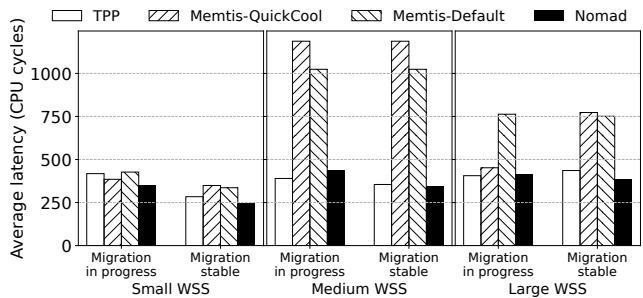 TPP Memtis-QuickCool Memtis-Default Nomad
Average latency (CPU cycles)
1000
750
500
250
0
Migration in progress
Migration stable
Migration in progress
Migration stable
Migration in progress
Migration stable
Small WSS Medium WSS Large WSS